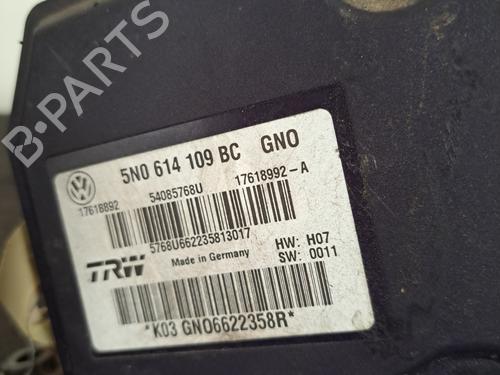 B-PARTS
5N0 614 109 BC GNO
17618892 54085768U 17618992-A
5768U662235813017
TRW Made in Germany HW: H07
SW: 0011
*K03 GNO6622358R*